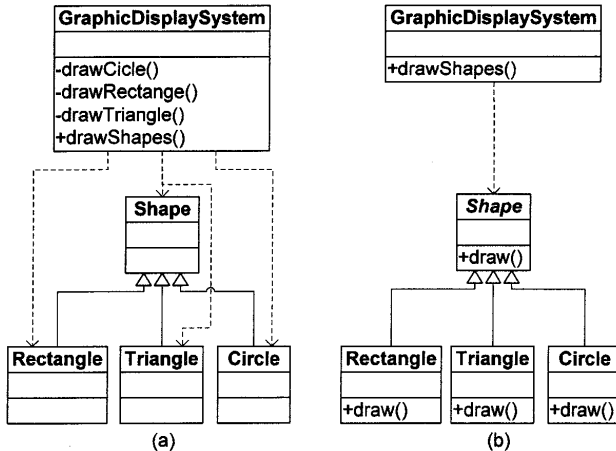 GraphicDisplaySystem
-drawCicle()
-drawRectange()
-drawTriangle()
+drawShapes()
Shape
Rectangle
Triangle
Circle
(a)
GraphicDisplaySystem
+drawShapes()
Shape
+draw()
Rectangle
+draw()
Triangle
+draw()
Circle
+draw()
(b)